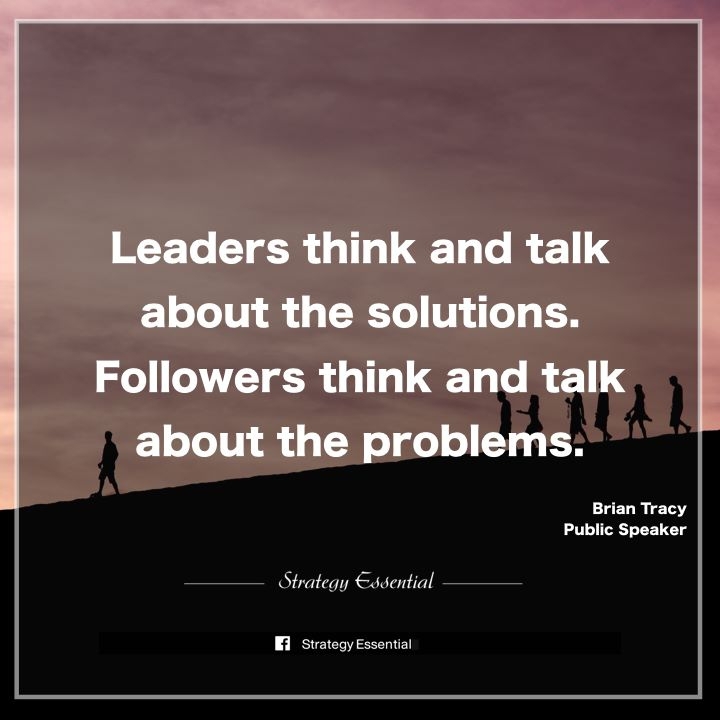 Leaders think and talk
about the solutions.
Followers think and talk
about the problems.
Brian Tracy
Public Speaker
Strategy Essential
Strategy Essential